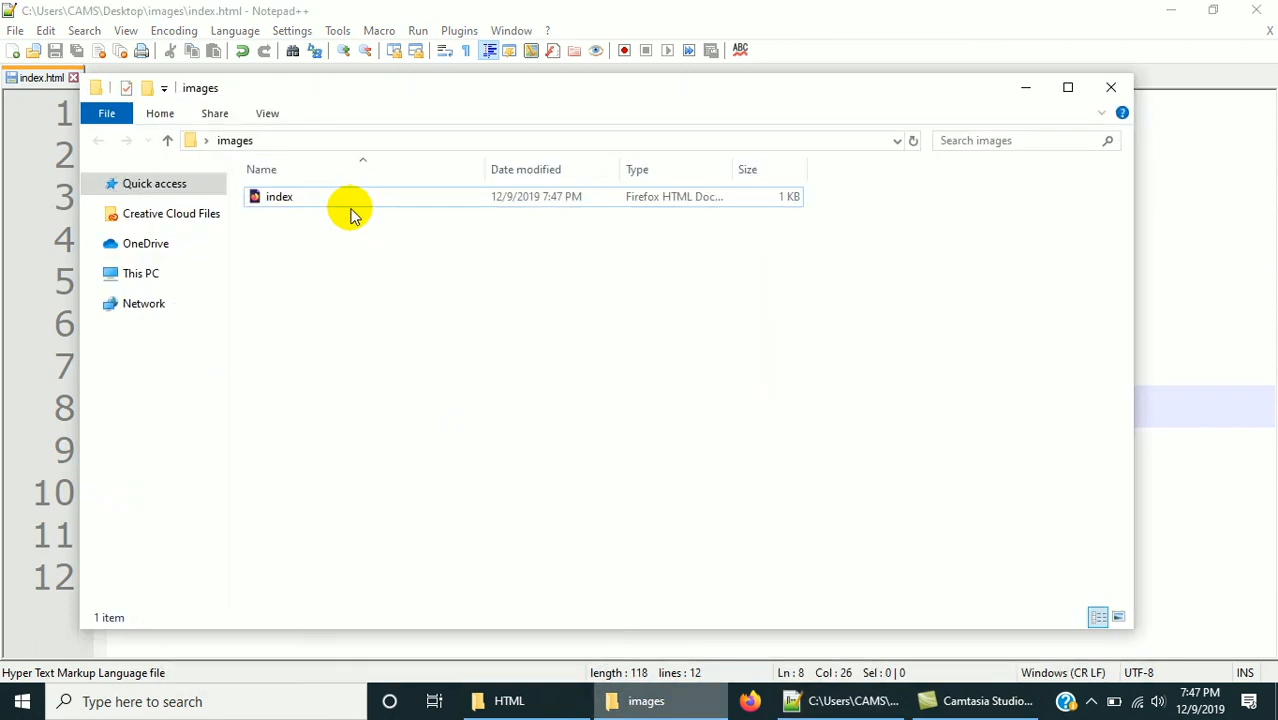 C:\Users\CAMS\Desktop\images\index.html - Notepad++
File Edit Search View Encoding Language Settings Tools Macro Run Plugins Window ? X
ABC
index.html
images
File Home Share View
images
Search images
Name Date modified Type Size
Quick access
index 12/9/2019 7:47 PM Firefox HTML Doc... 1 KB
Creative Cloud Files
OneDrive
This PC
Network
1
2
3
4
5
6
7
8
9
10
11
12
1 item
Hyper Text Markup Language file length : 118 lines : 12 Ln : 8 Col : 26 Sel : 0 | 0 Windows (CR LF) UTF-8 INS
Type here to search HTML images C:\Users\CAMS\De... Camtasia Studio... 7:47 PM
12/9/2019